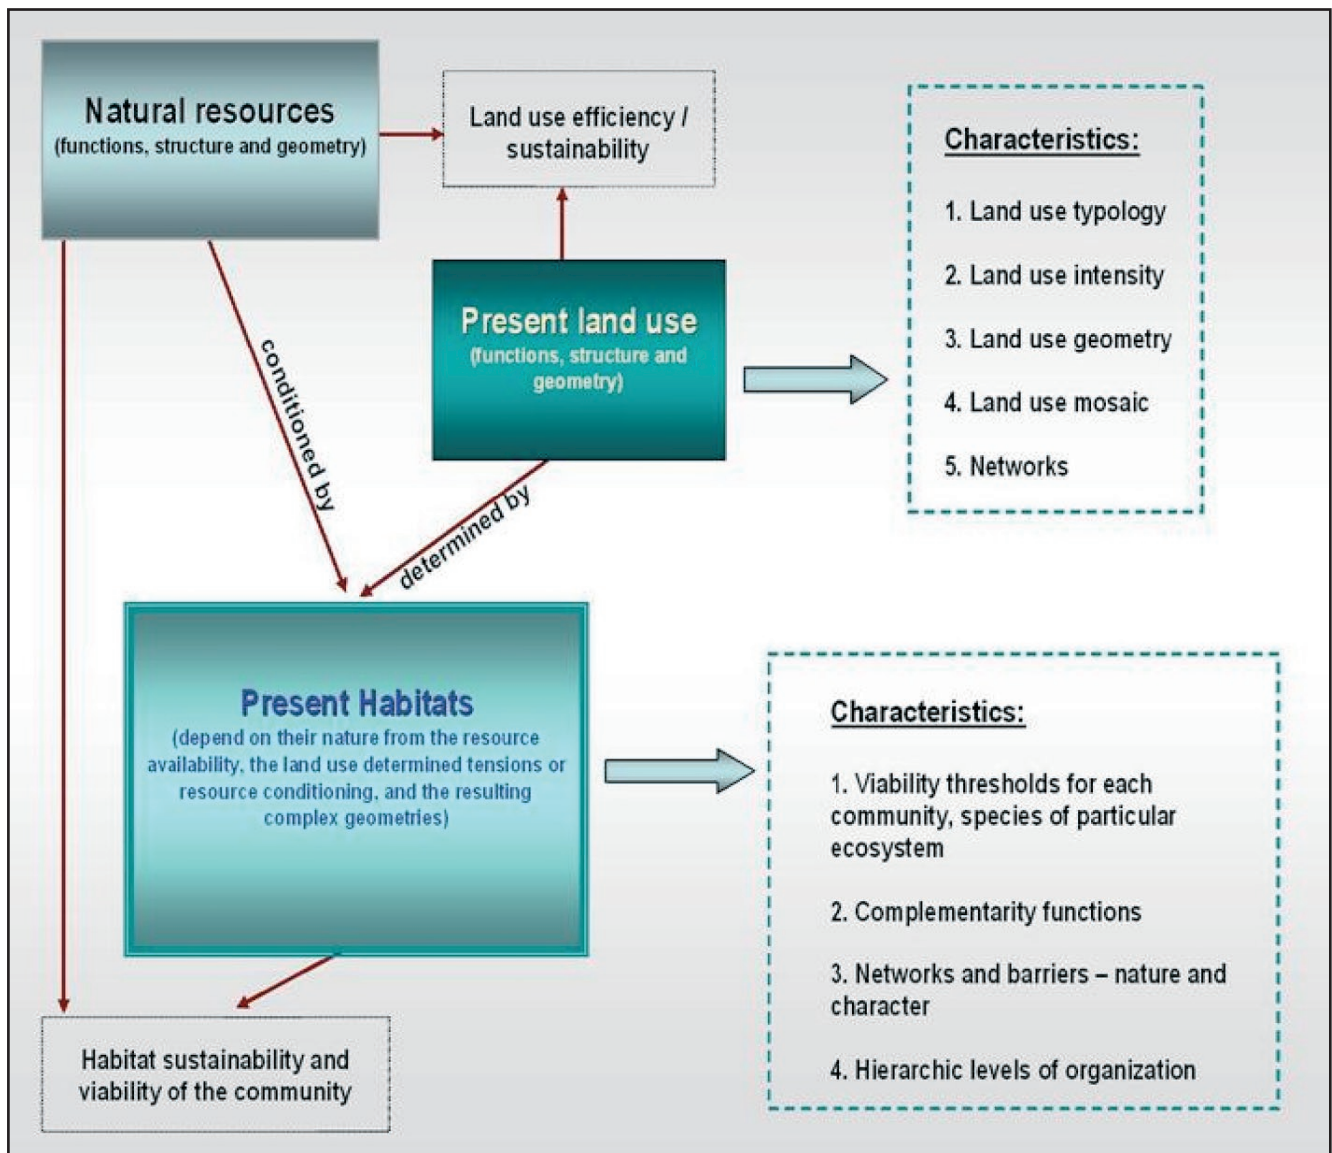 Natural resources
(functions, structure and geometry)
Land use efficiency /
sustainability
Present land use
(functions, structure and
geometry)
Characteristics:
1. Land use typology
2. Land use intensity
3. Land use geometry
4. Land use mosaic
5. Networks
conditioned by
determined by
Present Habitats
(depend on their nature from the resource
availability, the land use determined tensions or
resource conditioning, and the resulting
complex geometries)
Characteristics:
1. Viability thresholds for each
community, species of particular
ecosystem
2. Complementarity functions
3. Networks and barriers – nature and
character
4. Hierarchic levels of organization
Habitat sustainability and
viability of the community